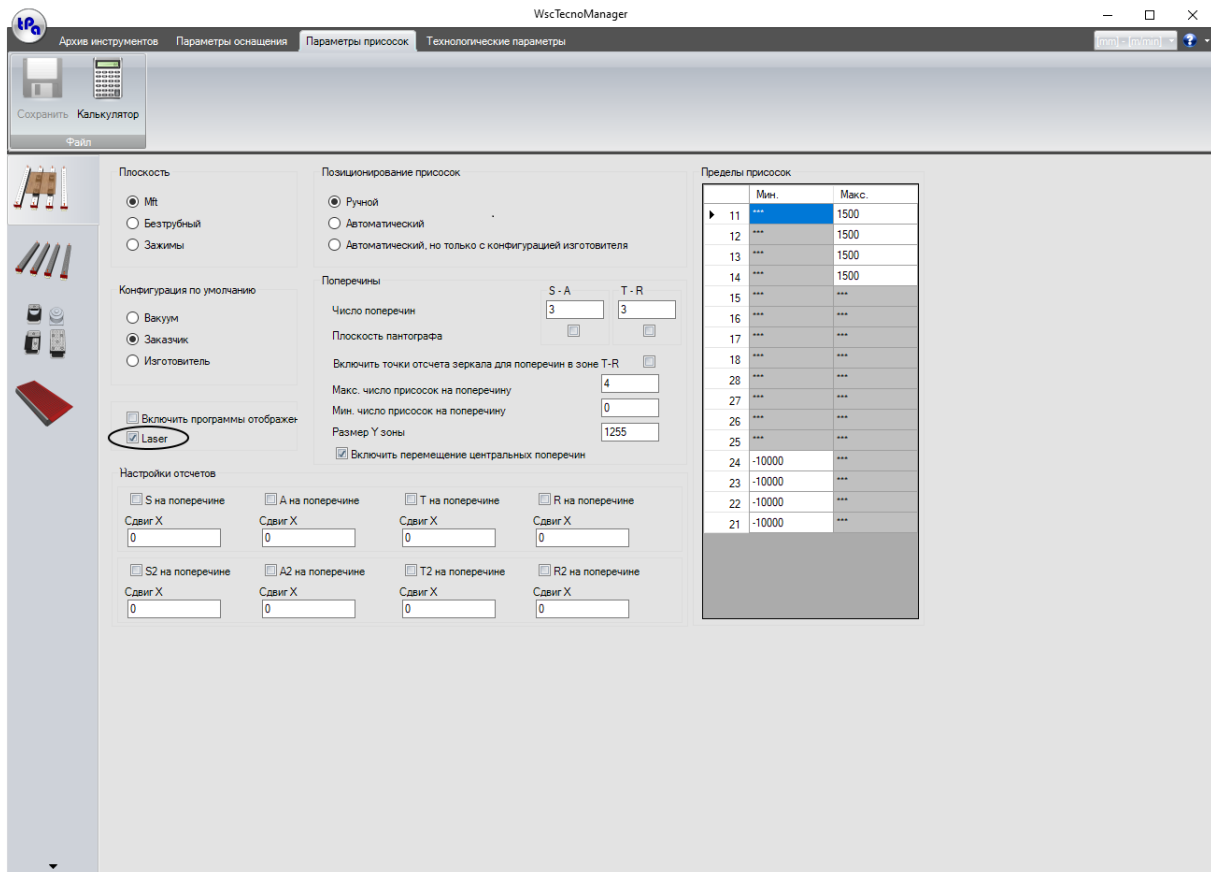 WscTecnoManager
tPa
Архив инструментов Параметры оснащения Параметры присосок Технологические параметры [mm] - [m/min]
Сохранить Калькулятор
Файл
Плоскость
Mft
Безтрубный
Зажимы
Позиционирование присосок
Ручной
Автоматический
Автоматический, но только с конфигурацией изготовителя
Конфигурация по умолчанию
Вакуум
Заказчик
Изготовитель
Включить программы отображен
Laser
Поперечины
S - A T - R
Число поперечин 3 3
Плоскость пантографа
Включить точки отсчета зеркала для поперечин в зоне T-R
Макс. число присосок на поперечину 4
Мин. число присосок на поперечину 0
Размер Y зоны 1255
Включить перемещение центральных поперечин
Настройки отсчетов
S на поперечине A на поперечине T на поперечине R на поперечине
Сдвиг X Сдвиг X Сдвиг X Сдвиг X
0 0 0 0
S2 на поперечине A2 на поперечине T2 на поперечине R2 на поперечине
Сдвиг X Сдвиг X Сдвиг X Сдвиг X
0 0 0 0
Пределы присосок
Мин. Макс.
11 *** 1500
12 *** 1500
13 *** 1500
14 *** 1500
15 *** ***
16 *** ***
17 *** ***
18 *** ***
28 *** ***
27 *** ***
26 *** ***
25 *** ***
24 -10000 ***
23 -10000 ***
22 -10000 ***
21 -10000 ***